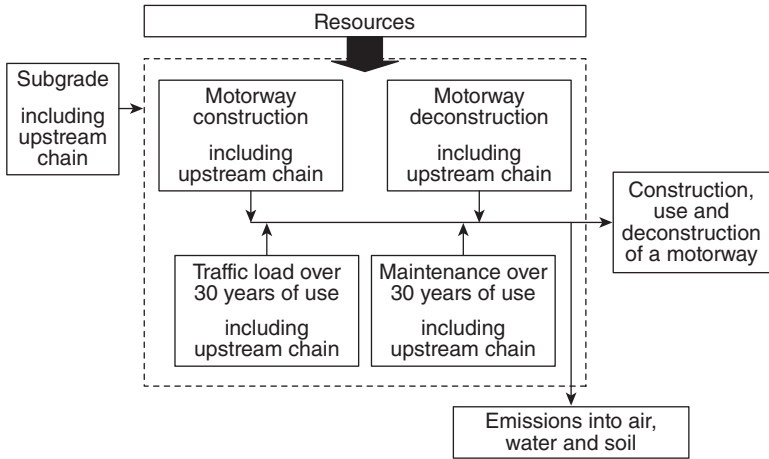 Resources
Subgrade
including
upstream
chain
Motorway
construction
including
upstream chain
Motorway
deconstruction
including
upstream chain
Construction,
use and
deconstruction
of a motorway
Traffic load over
30 years of use
including
upstream chain
Maintenance over
30 years of use
including
upstream chain
Emissions into air,
water and soil